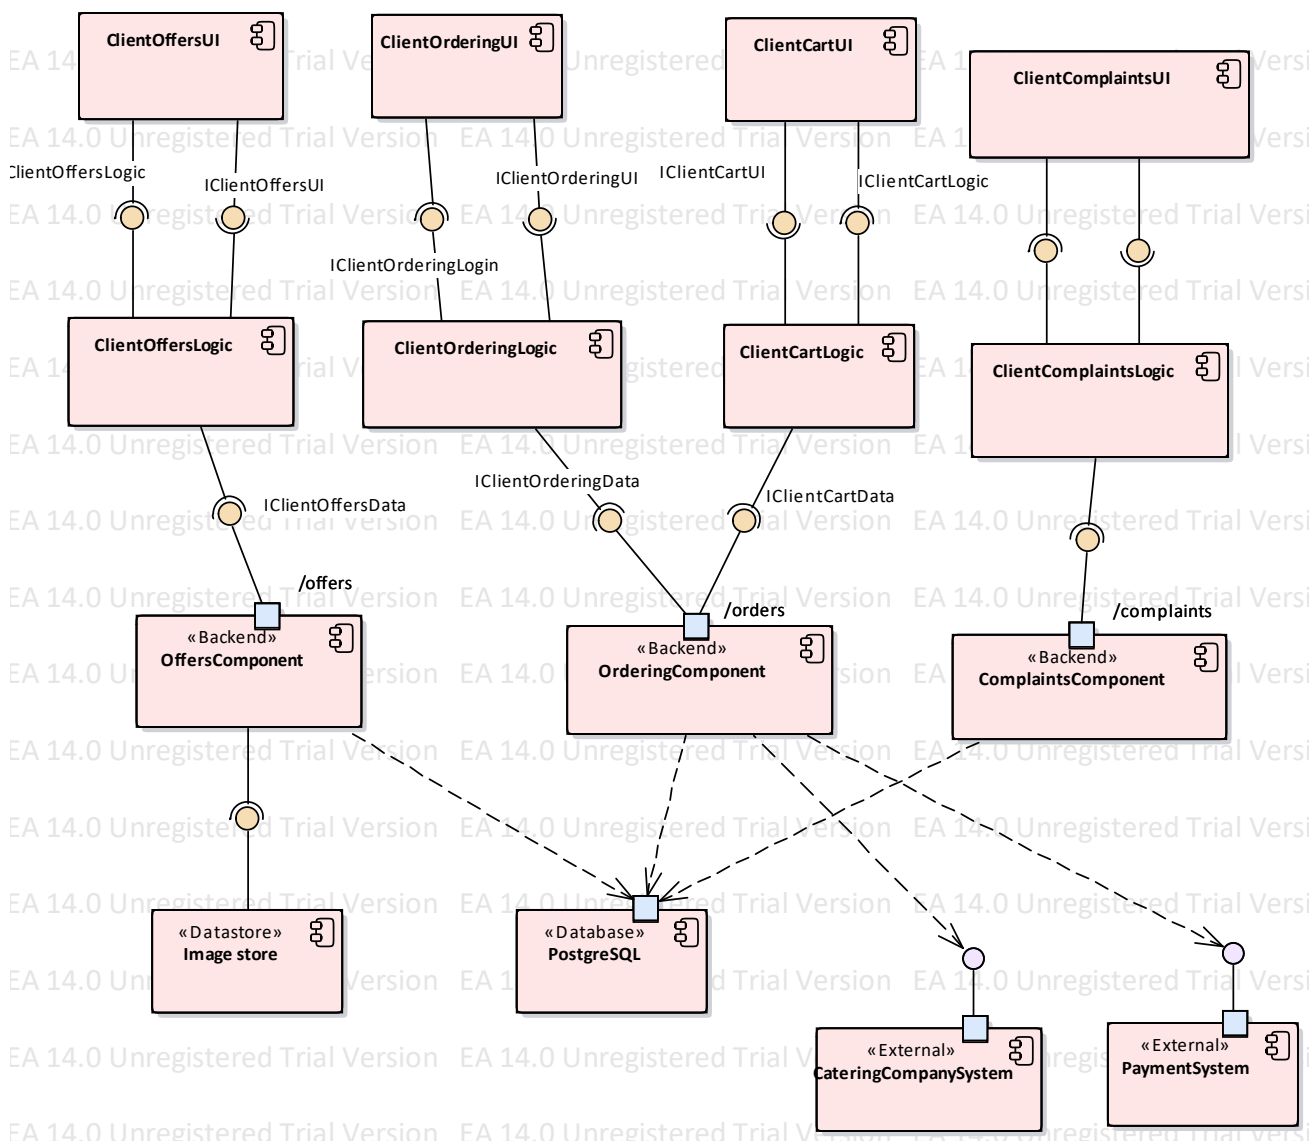 ClientOffersUI
ClientOrderingUI
ClientCartUI
ClientComplaintsUI
ClientOffersLogic
IClientOffersUI
IClientOrderingUI
IClientOrderingLogin
IClientCartUI
IClientCartLogic
ClientOffersLogic
ClientOrderingLogic
ClientCartLogic
ClientComplaintsLogic
IClientOffersData
IClientOrderingData
IClientCartData
/offers
/orders
/complaints
«Backend»
OffersComponent
«Backend»
OrderingComponent
«Backend»
ComplaintsComponent
«Datastore»
Image store
«Database»
PostgreSQL
«External»
CateringCompanySystem
«External»
PaymentSystem
EA 14.0 Unregistered Trial Version